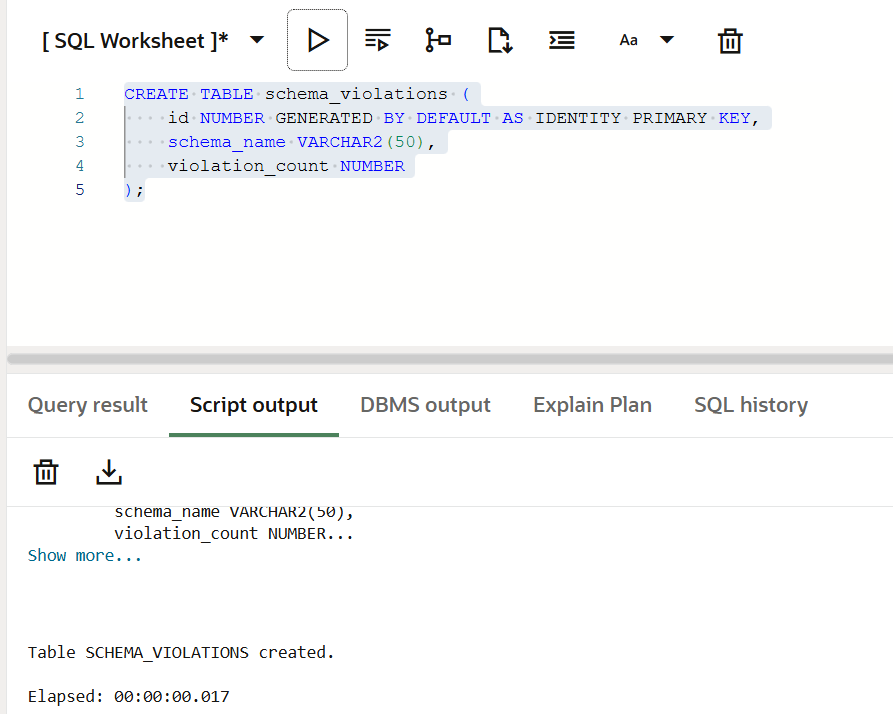 [ SQL Worksheet ]*
Aa
1 CREATE TABLE schema_violations (
2     id NUMBER GENERATED BY DEFAULT AS IDENTITY PRIMARY KEY,
3     schema_name VARCHAR2(50),
4     violation_count NUMBER
5 );
Query result Script output DBMS output Explain Plan SQL history
schema_name VARCHAR2(50),
violation_count NUMBER...
Show more...
Table SCHEMA_VIOLATIONS created.
Elapsed: 00:00:00.017